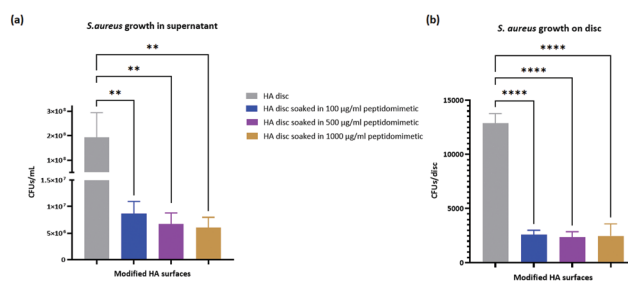 (a)
S.aureus growth in supernatant
**
**
**
HA disc
HA disc soaked in 100 µg/ml peptidomimetic
HA disc soaked in 500 µg/ml peptidomimetic
HA disc soaked in 1000 µg/ml peptidomimetic
CFUs/mL
3×10⁸
2×10⁸
1×10⁸
1.5×10⁷
1×10⁷
5×10⁶
0
Modified HA surfaces
(b)
S. aureus growth on disc
****
****
****
CFUs/disc
15000
10000
5000
0
Modified HA surfaces